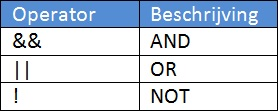 Operator Beschrijving
&& AND
|| OR
! NOT